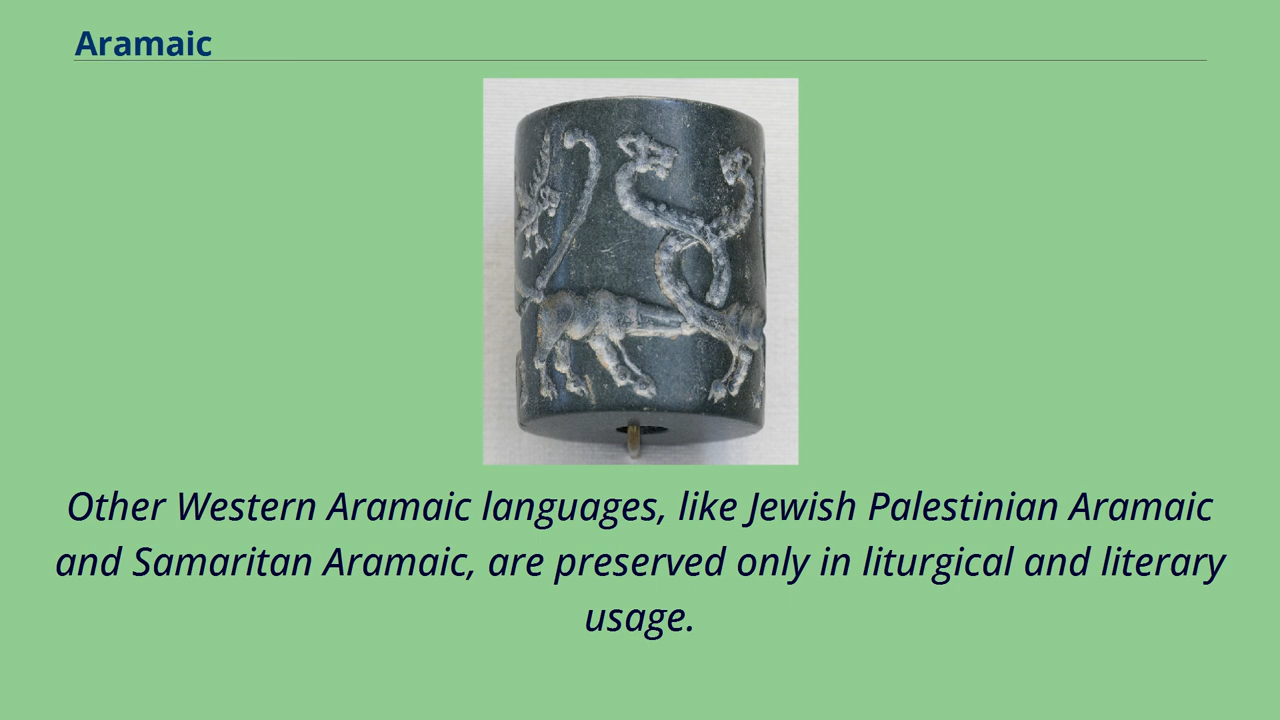 Aramaic
Other Western Aramaic languages, like Jewish Palestinian Aramaic
and Samaritan Aramaic, are preserved only in liturgical and literary
usage.